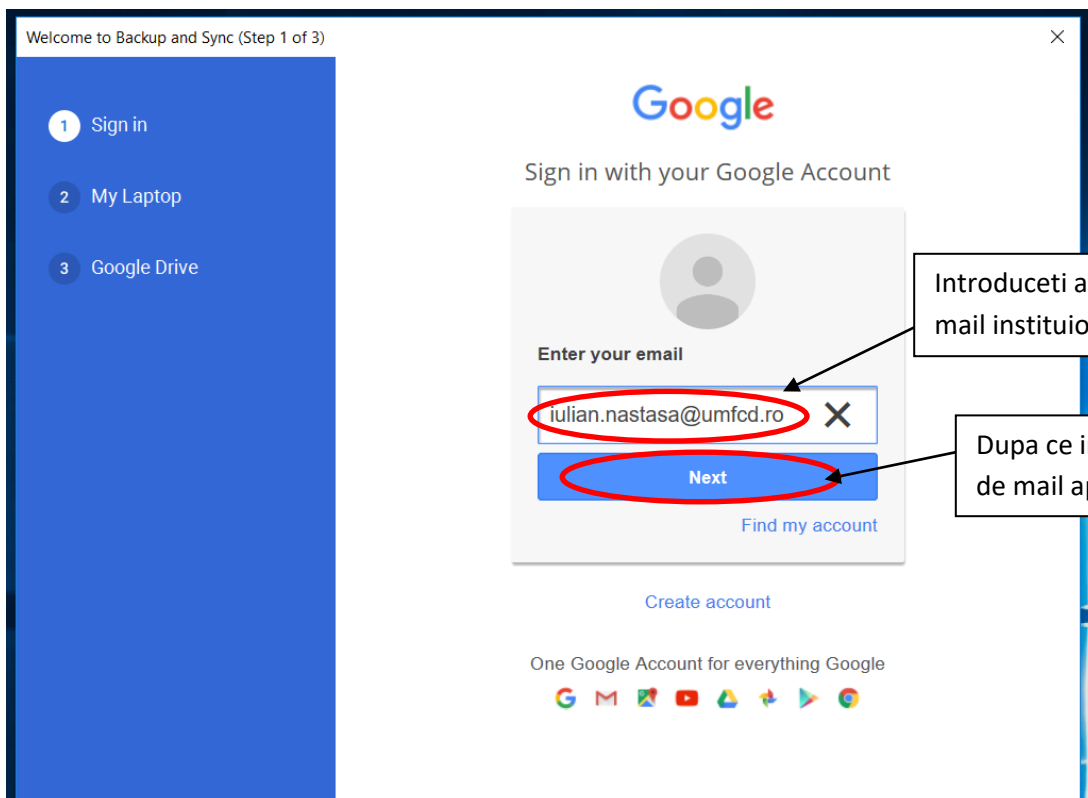 Welcome to Backup and Sync (Step 1 of 3)
1 Sign in
2 My Laptop
3 Google Drive
Google
Sign in with your Google Account
Enter your email
iulian.nastasa@umfcd.ro
Next
Find my account
Create account
One Google Account for everything Google
Introduceti a
mail instituio
Dupa ce i
de mail a